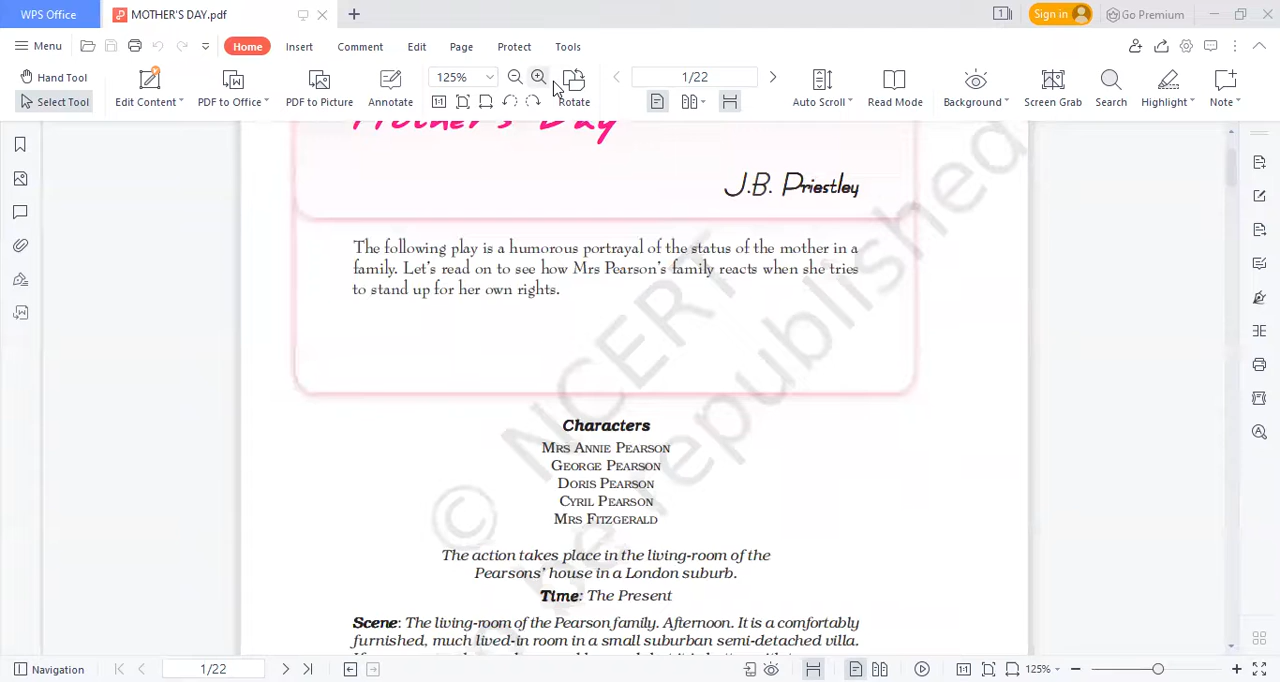 WPS Office
MOTHER'S DAY.pdf
Sign in
Go Premium
Menu
Home
Insert
Comment
Edit
Page
Protect
Tools
Hand Tool
Select Tool
Edit Content
PDF to Office
PDF to Picture
Annotate
125%
Rotate
1/22
Auto Scroll
Read Mode
Background
Screen Grab
Search
Highlight
Note
Mother's Day
J.B. Priestley
The following play is a humorous portrayal of the status of the mother in a
family. Let's read on to see how Mrs Pearson's family reacts when she tries
to stand up for her own rights.
© NCERT
be republished
Characters
MRS ANNIE PEARSON
GEORGE PEARSON
DORIS PEARSON
CYRIL PEARSON
MRS FITZGERALD
The action takes place in the living-room of the
Pearsons' house in a London suburb.
Time: The Present
Scene: The living-room of the Pearson family. Afternoon. It is a comfortably
furnished, much lived-in room in a small suburban semi-detached villa.
Navigation
1/22
125%